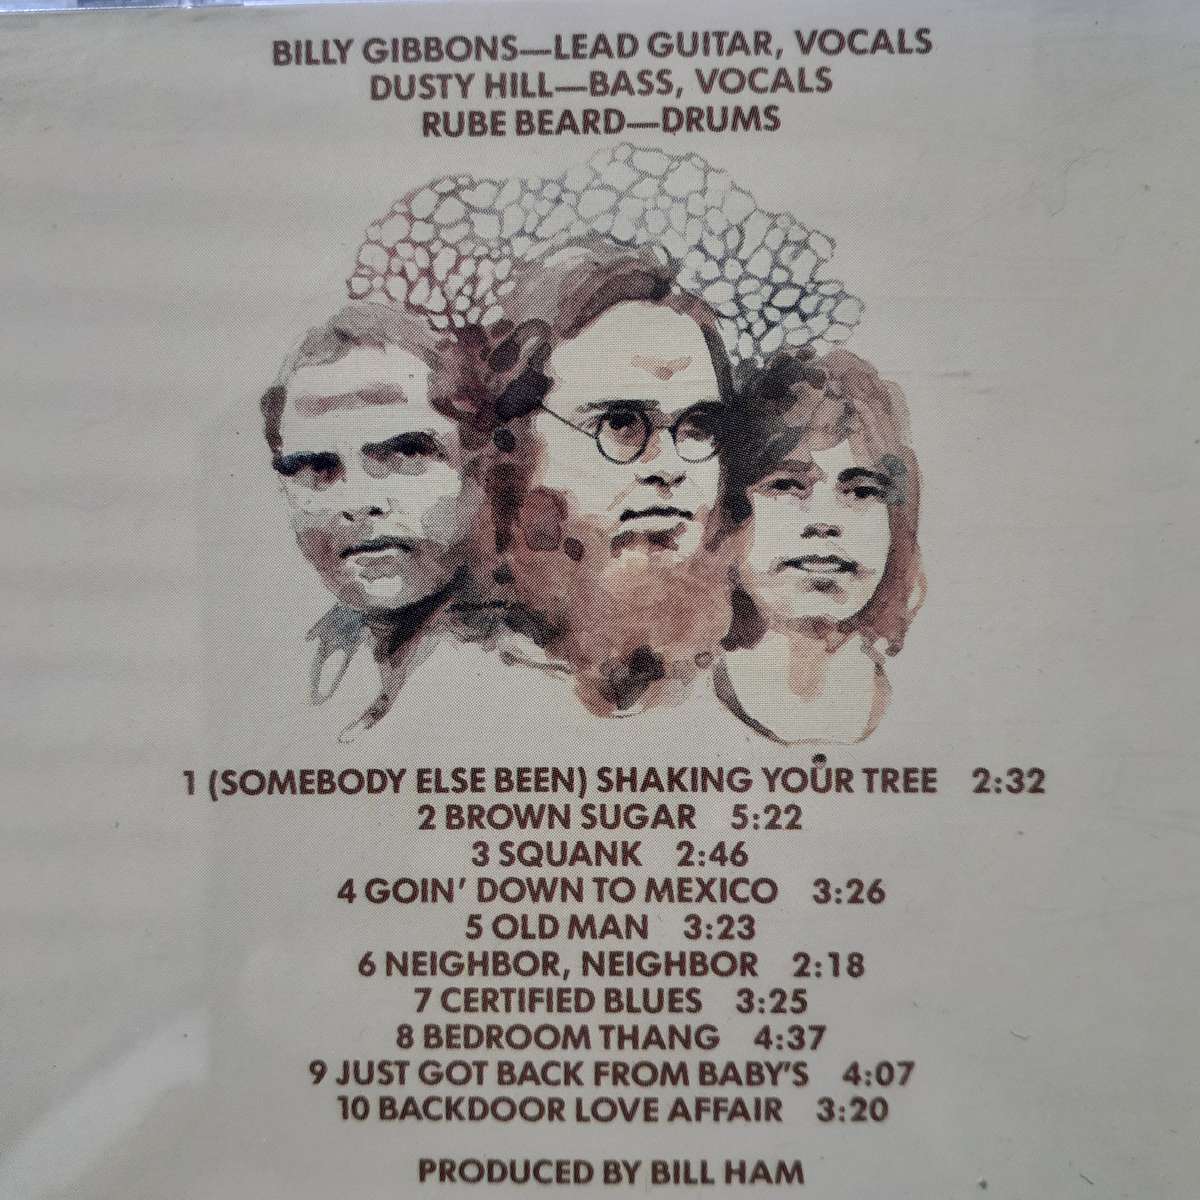 BILLY GIBBONS—LEAD GUITAR, VOCALS
DUSTY HILL—BASS, VOCALS
RUBE BEARD—DRUMS
1 (SOMEBODY ELSE BEEN) SHAKING YOUR TREE 2:32
2 BROWN SUGAR 5:22
3 SQUANK 2:46
4 GOIN' DOWN TO MEXICO 3:26
5 OLD MAN 3:23
6 NEIGHBOR, NEIGHBOR 2:18
7 CERTIFIED BLUES 3:25
8 BEDROOM THANG 4:37
9 JUST GOT BACK FROM BABY'S 4:07
10 BACKDOOR LOVE AFFAIR 3:20
PRODUCED BY BILL HAM